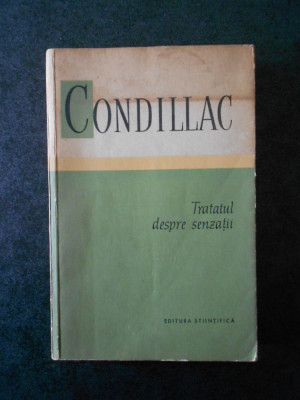 CONDILLAC
Tratatul
despre senzații
EDITURA ȘTIINȚIFICĂ